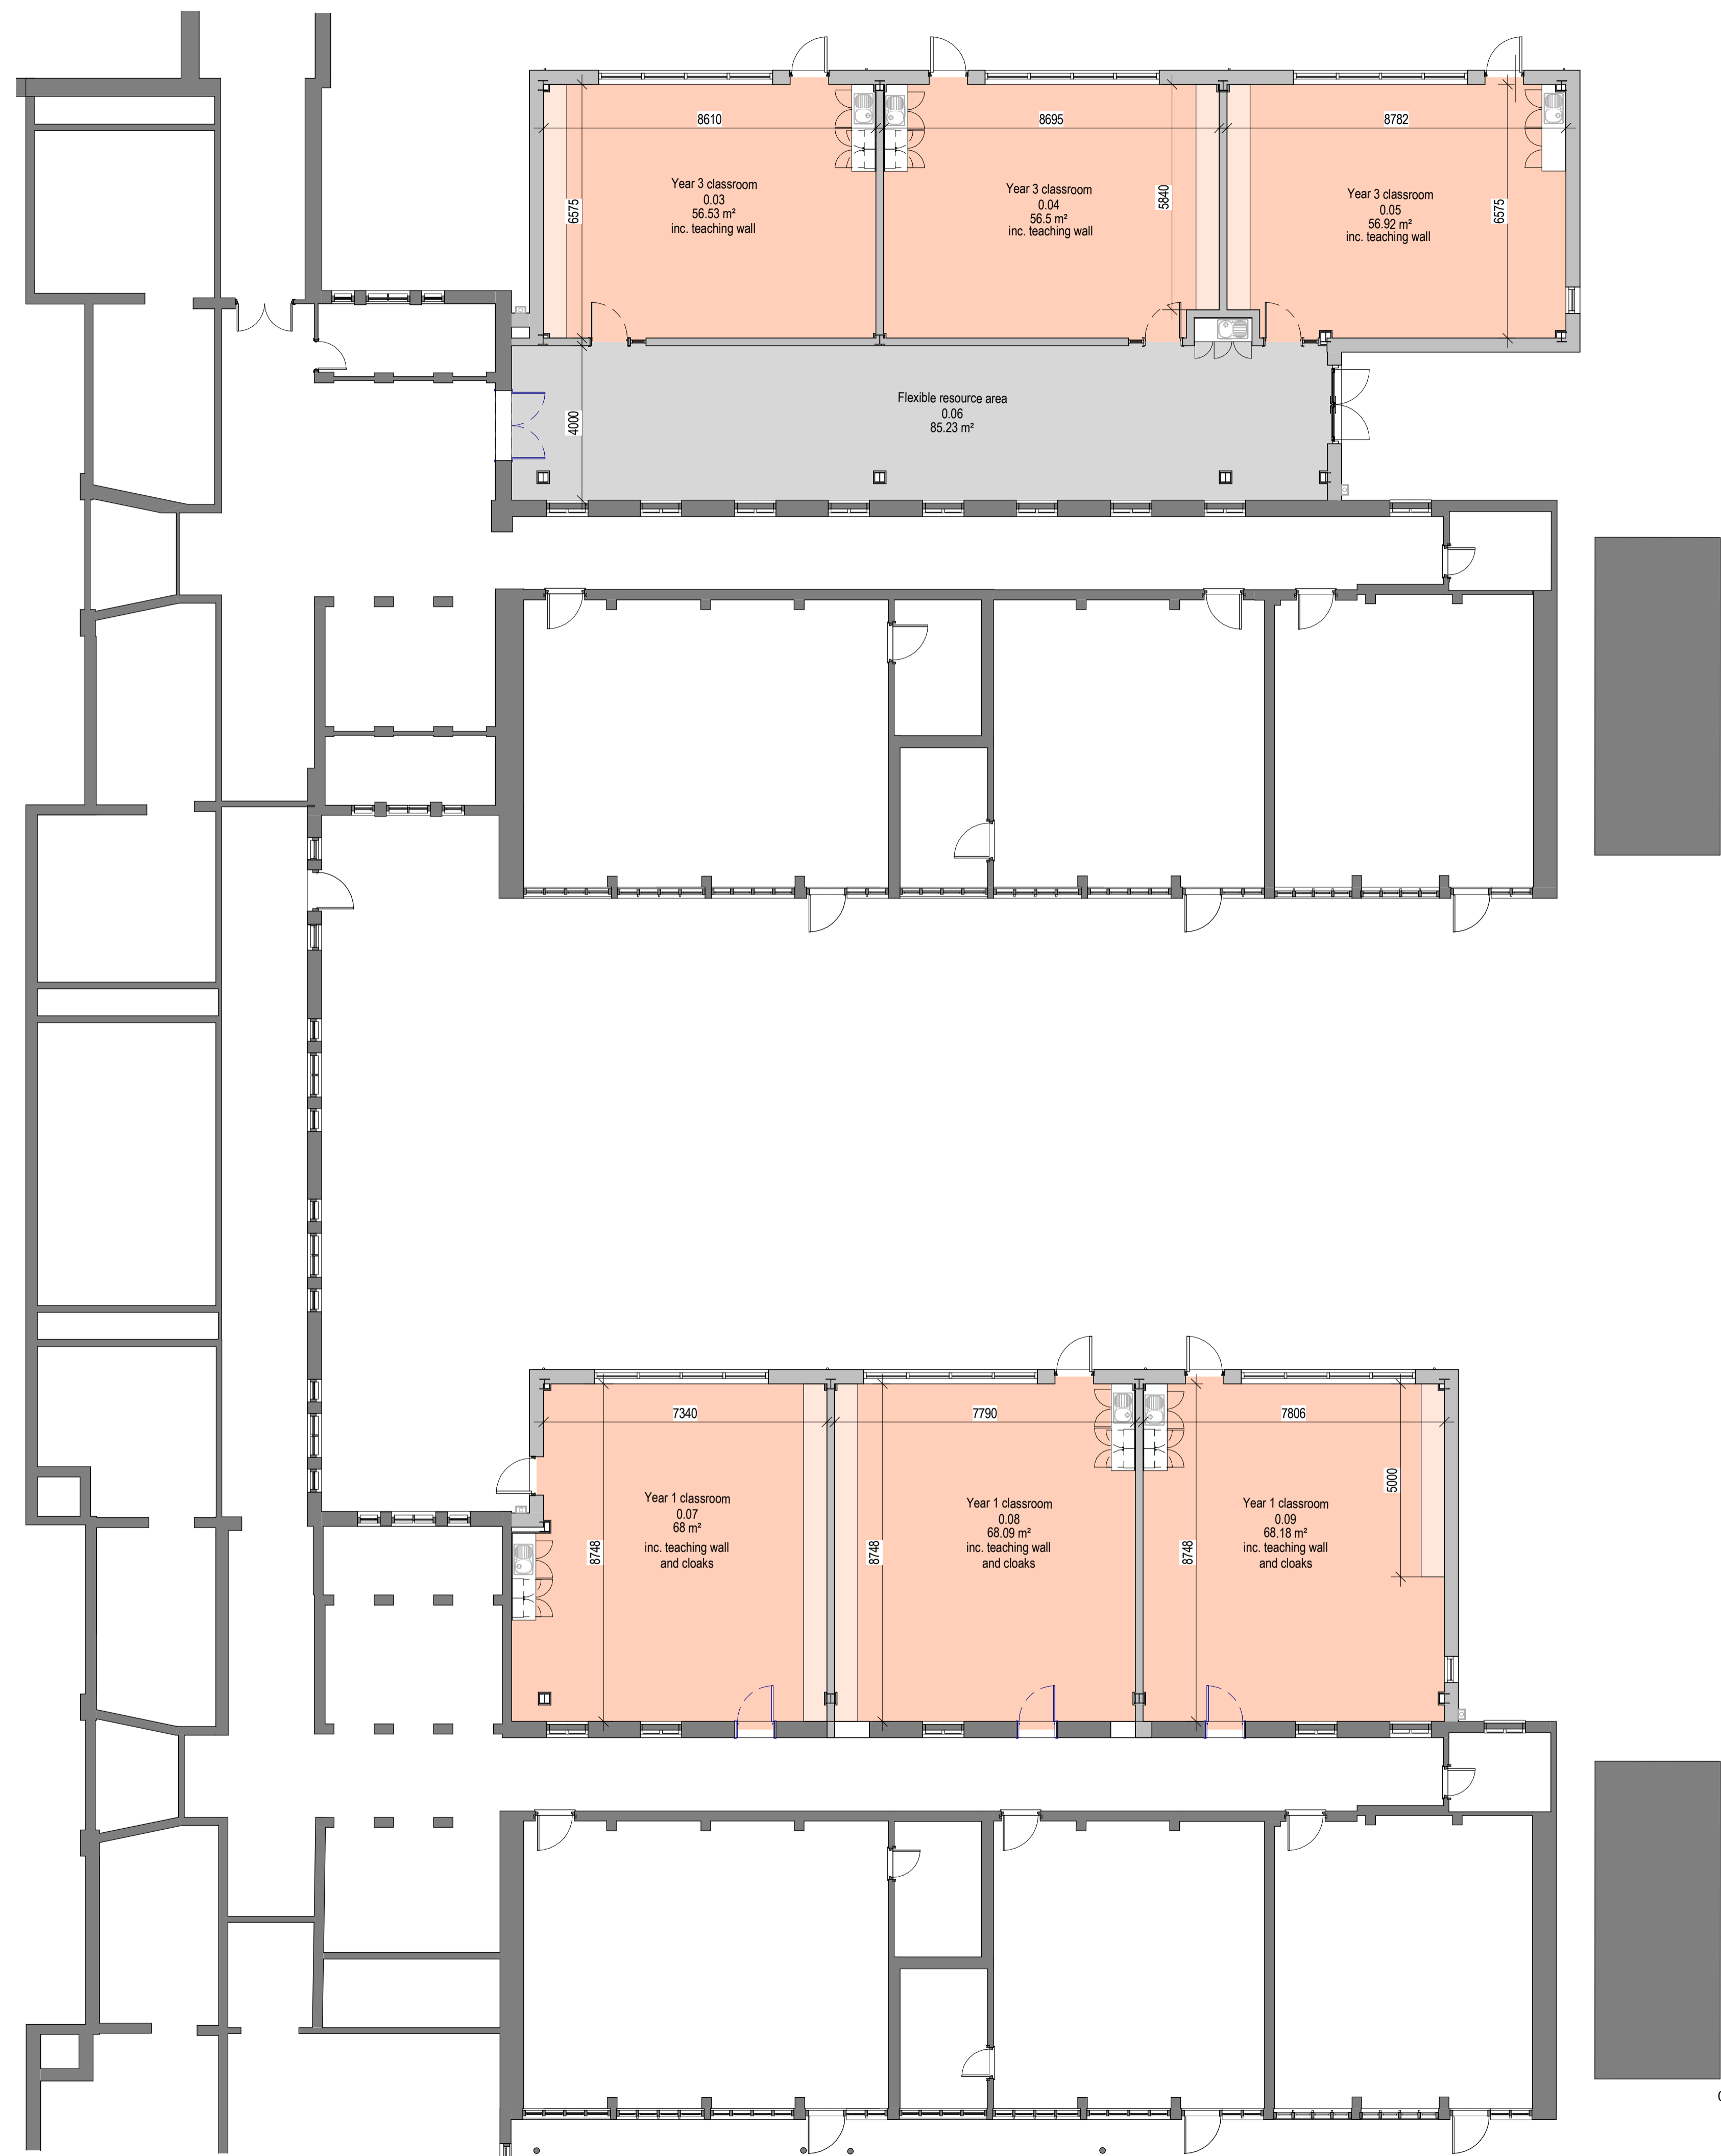 8610
8695
8782
Year 3 classroom
0.03
56.53 m²
inc. teaching wall
6575
Year 3 classroom
0.04
56.5 m²
inc. teaching wall
5840
Year 3 classroom
0.05
56.92 m²
inc. teaching wall
6575
Flexible resource area
0.06
85.23 m²
4000
7340
7790
7806
Year 1 classroom
0.07
68 m²
inc. teaching wall
and cloaks
8748
Year 1 classroom
0.08
68.09 m²
inc. teaching wall
and cloaks
8748
Year 1 classroom
0.09
68.18 m²
inc. teaching wall
and cloaks
8748
5000